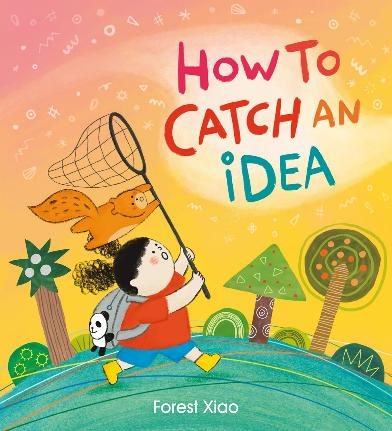 How To
CATCH AN
iDEA
Forest Xiao